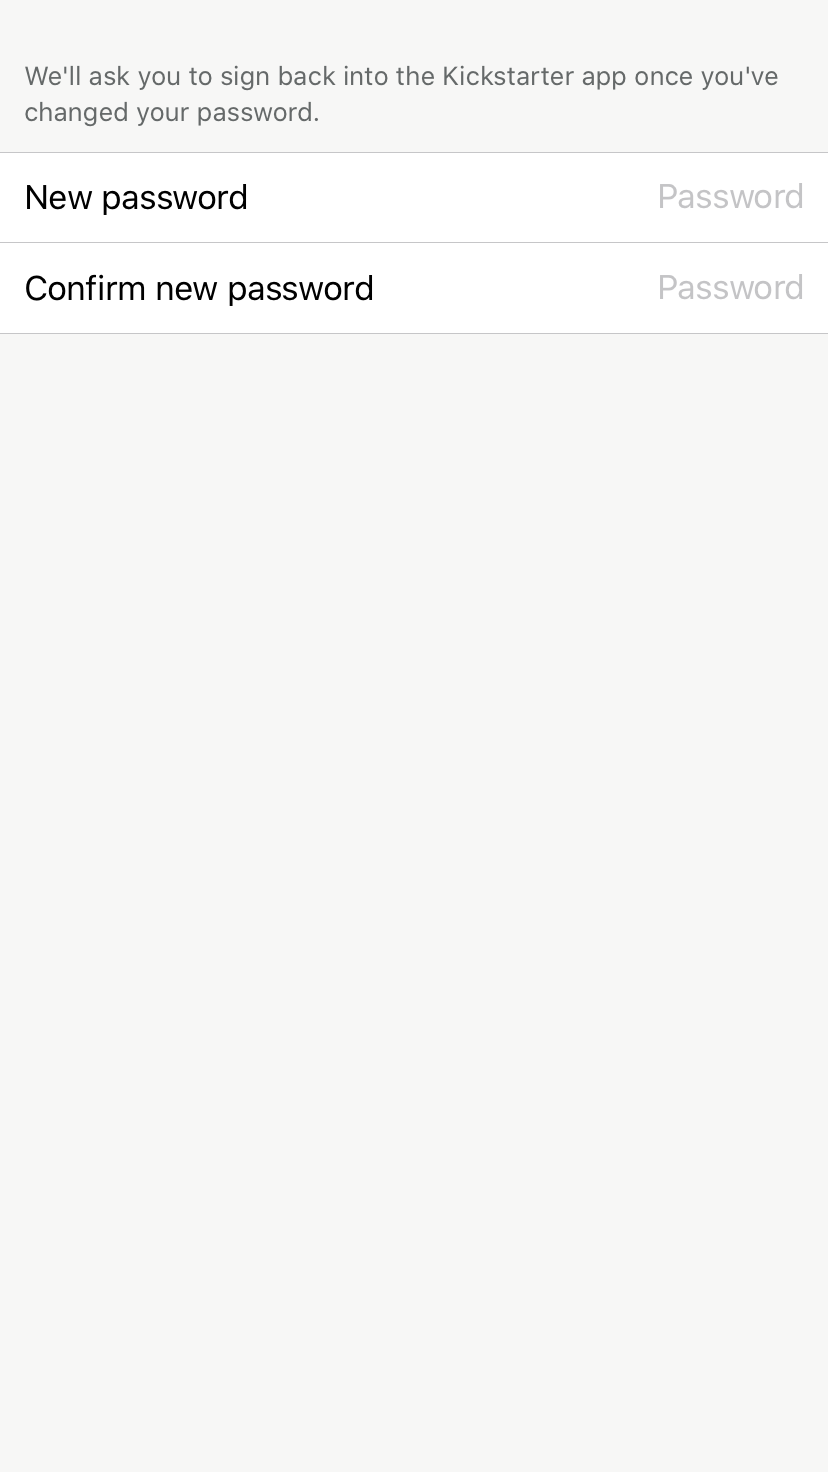 We'll ask you to sign back into the Kickstarter app once you've
changed your password.
New password Password
Confirm new password Password